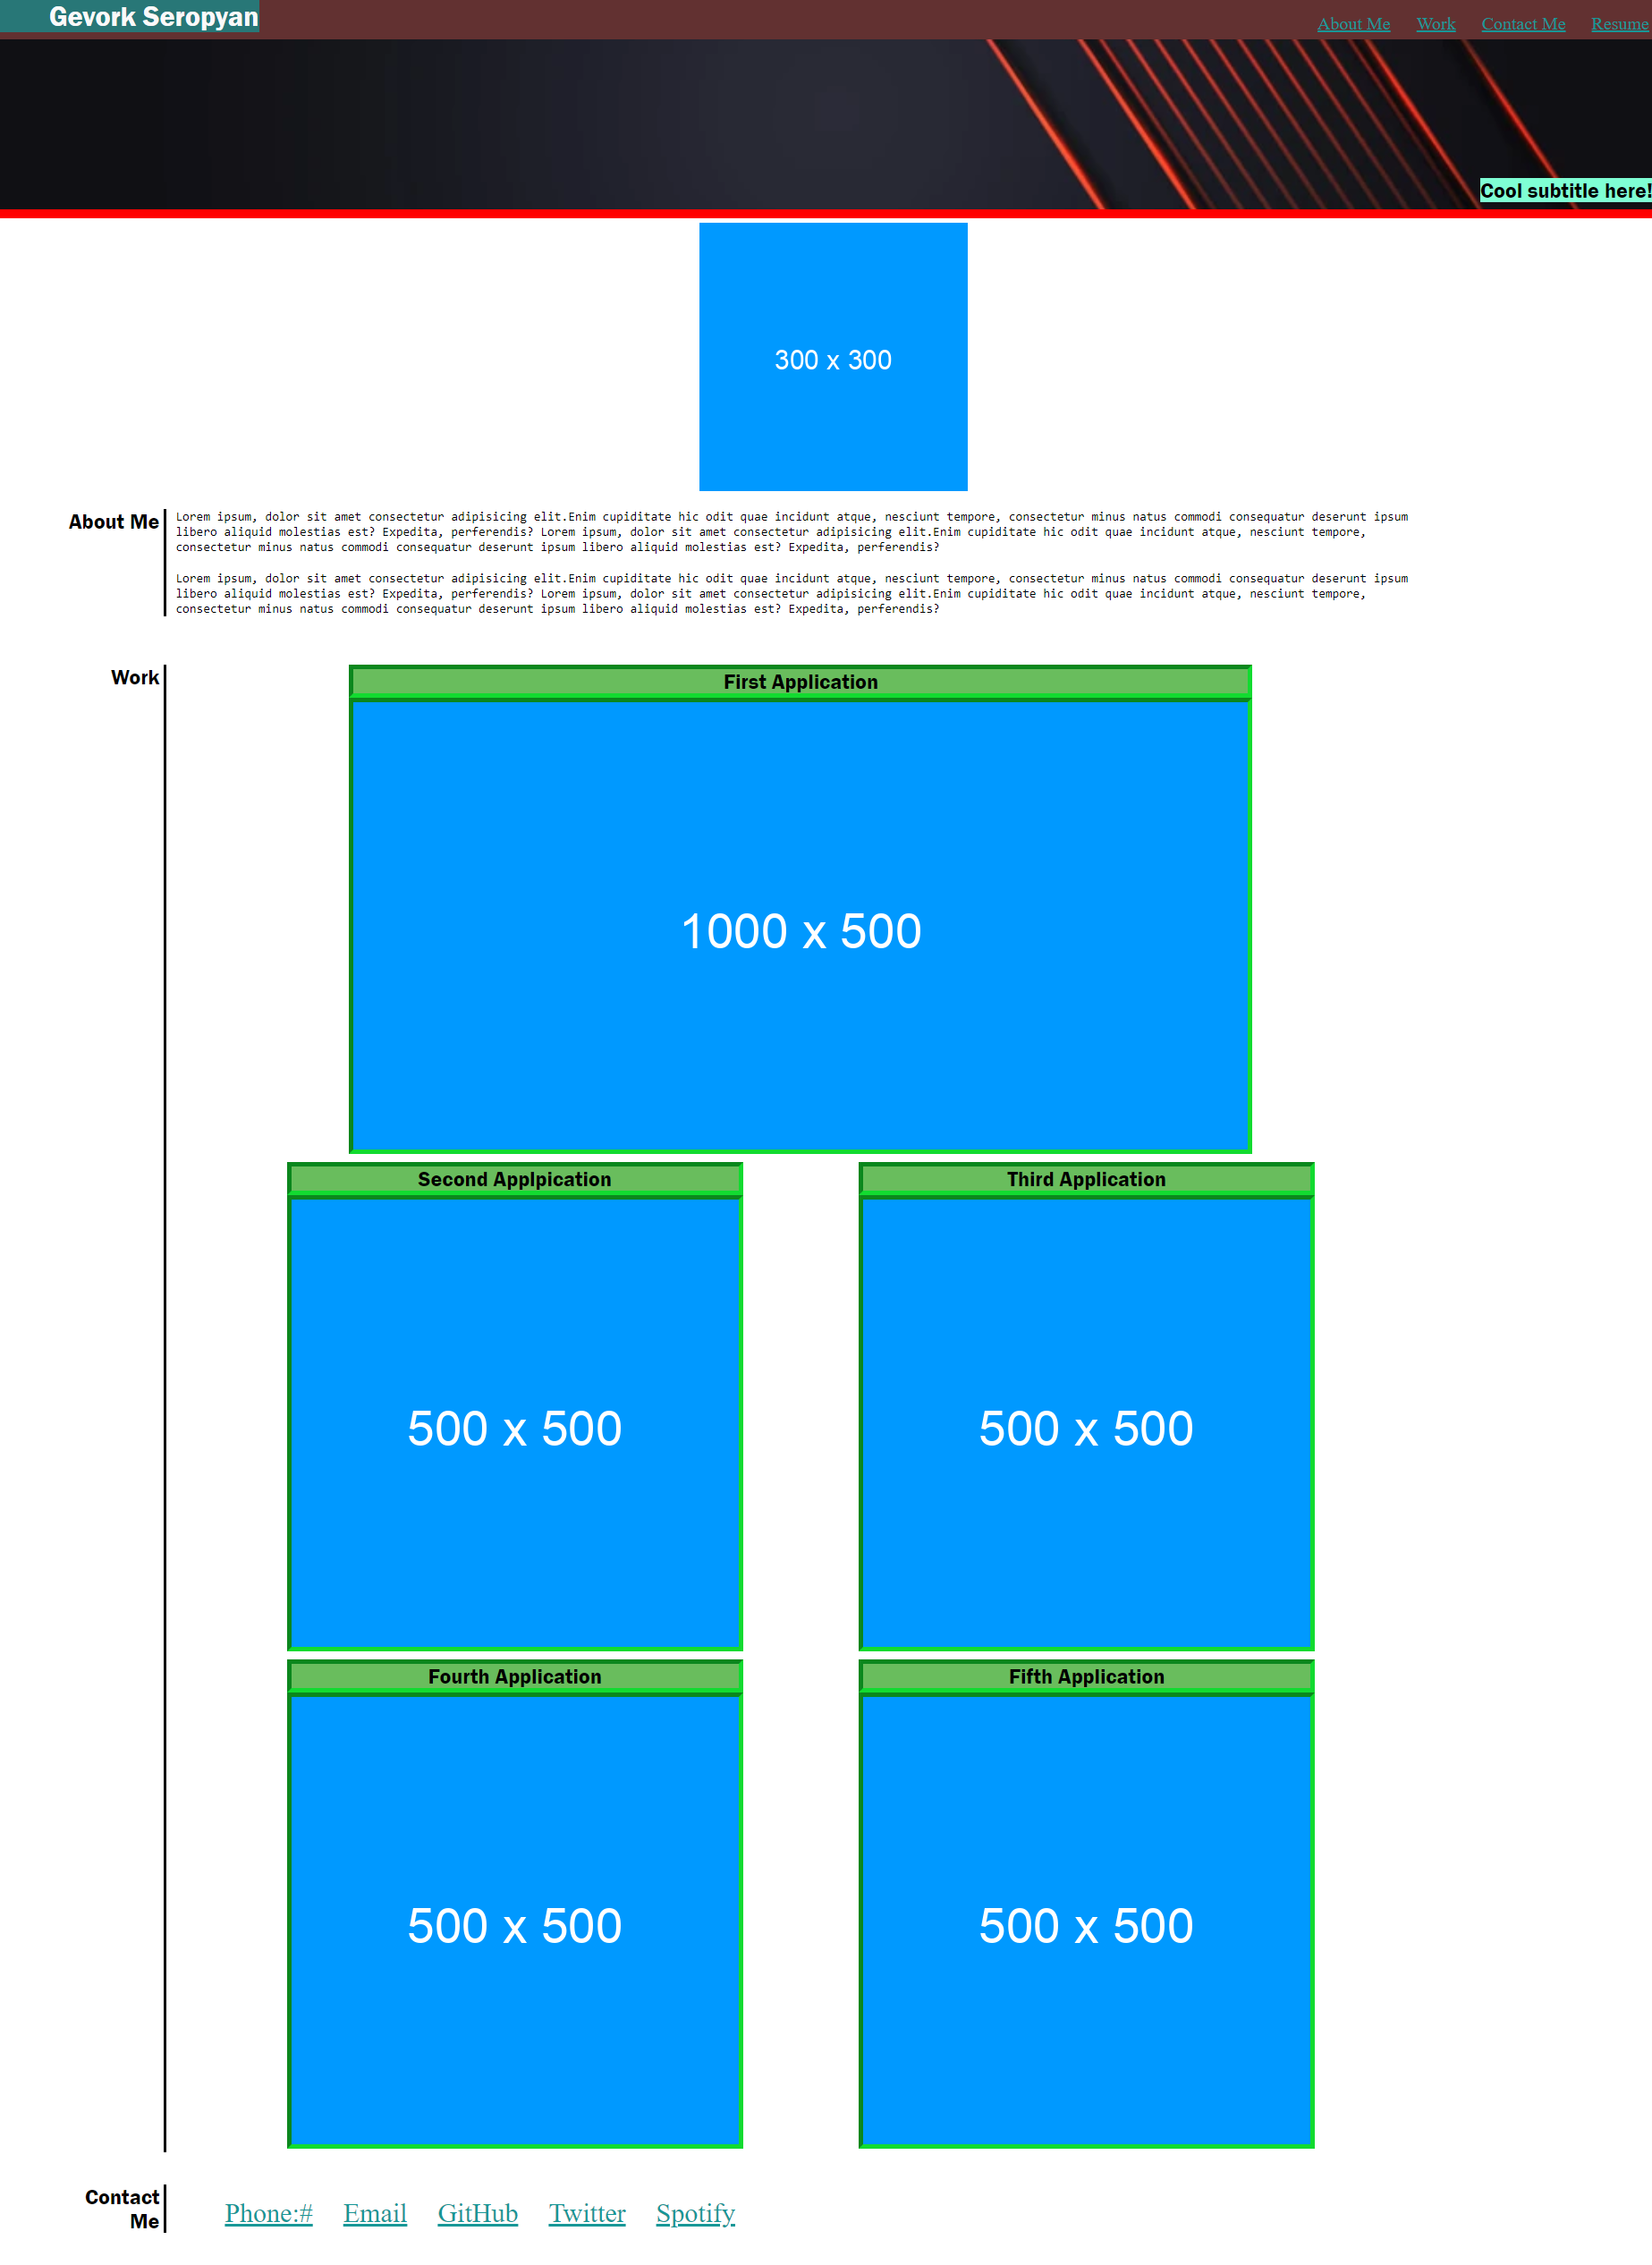 Gevork Seropyan
About Me Work Contact Me Resume
Cool subtitle here!
300 x 300
About Me
Lorem ipsum, dolor sit amet consectetur adipisicing elit.Enim cupiditate hic odit quae incidunt atque, nesciunt tempore, consectetur minus natus commodi consequatur deserunt ipsum
libero aliquid molestias est? Expedita, perferendis? Lorem ipsum, dolor sit amet consectetur adipisicing elit.Enim cupiditate hic odit quae incidunt atque, nesciunt tempore,
consectetur minus natus commodi consequatur deserunt ipsum libero aliquid molestias est? Expedita, perferendis?
Lorem ipsum, dolor sit amet consectetur adipisicing elit.Enim cupiditate hic odit quae incidunt atque, nesciunt tempore, consectetur minus natus commodi consequatur deserunt ipsum
libero aliquid molestias est? Expedita, perferendis? Lorem ipsum, dolor sit amet consectetur adipisicing elit.Enim cupiditate hic odit quae incidunt atque, nesciunt tempore,
consectetur minus natus commodi consequatur deserunt ipsum libero aliquid molestias est? Expedita, perferendis?
Work
First Application
1000 x 500
Second Applpication
500 x 500
Third Application
500 x 500
Fourth Application
500 x 500
Fifth Application
500 x 500
Contact
Me
Phone:# Email GitHub Twitter Spotify